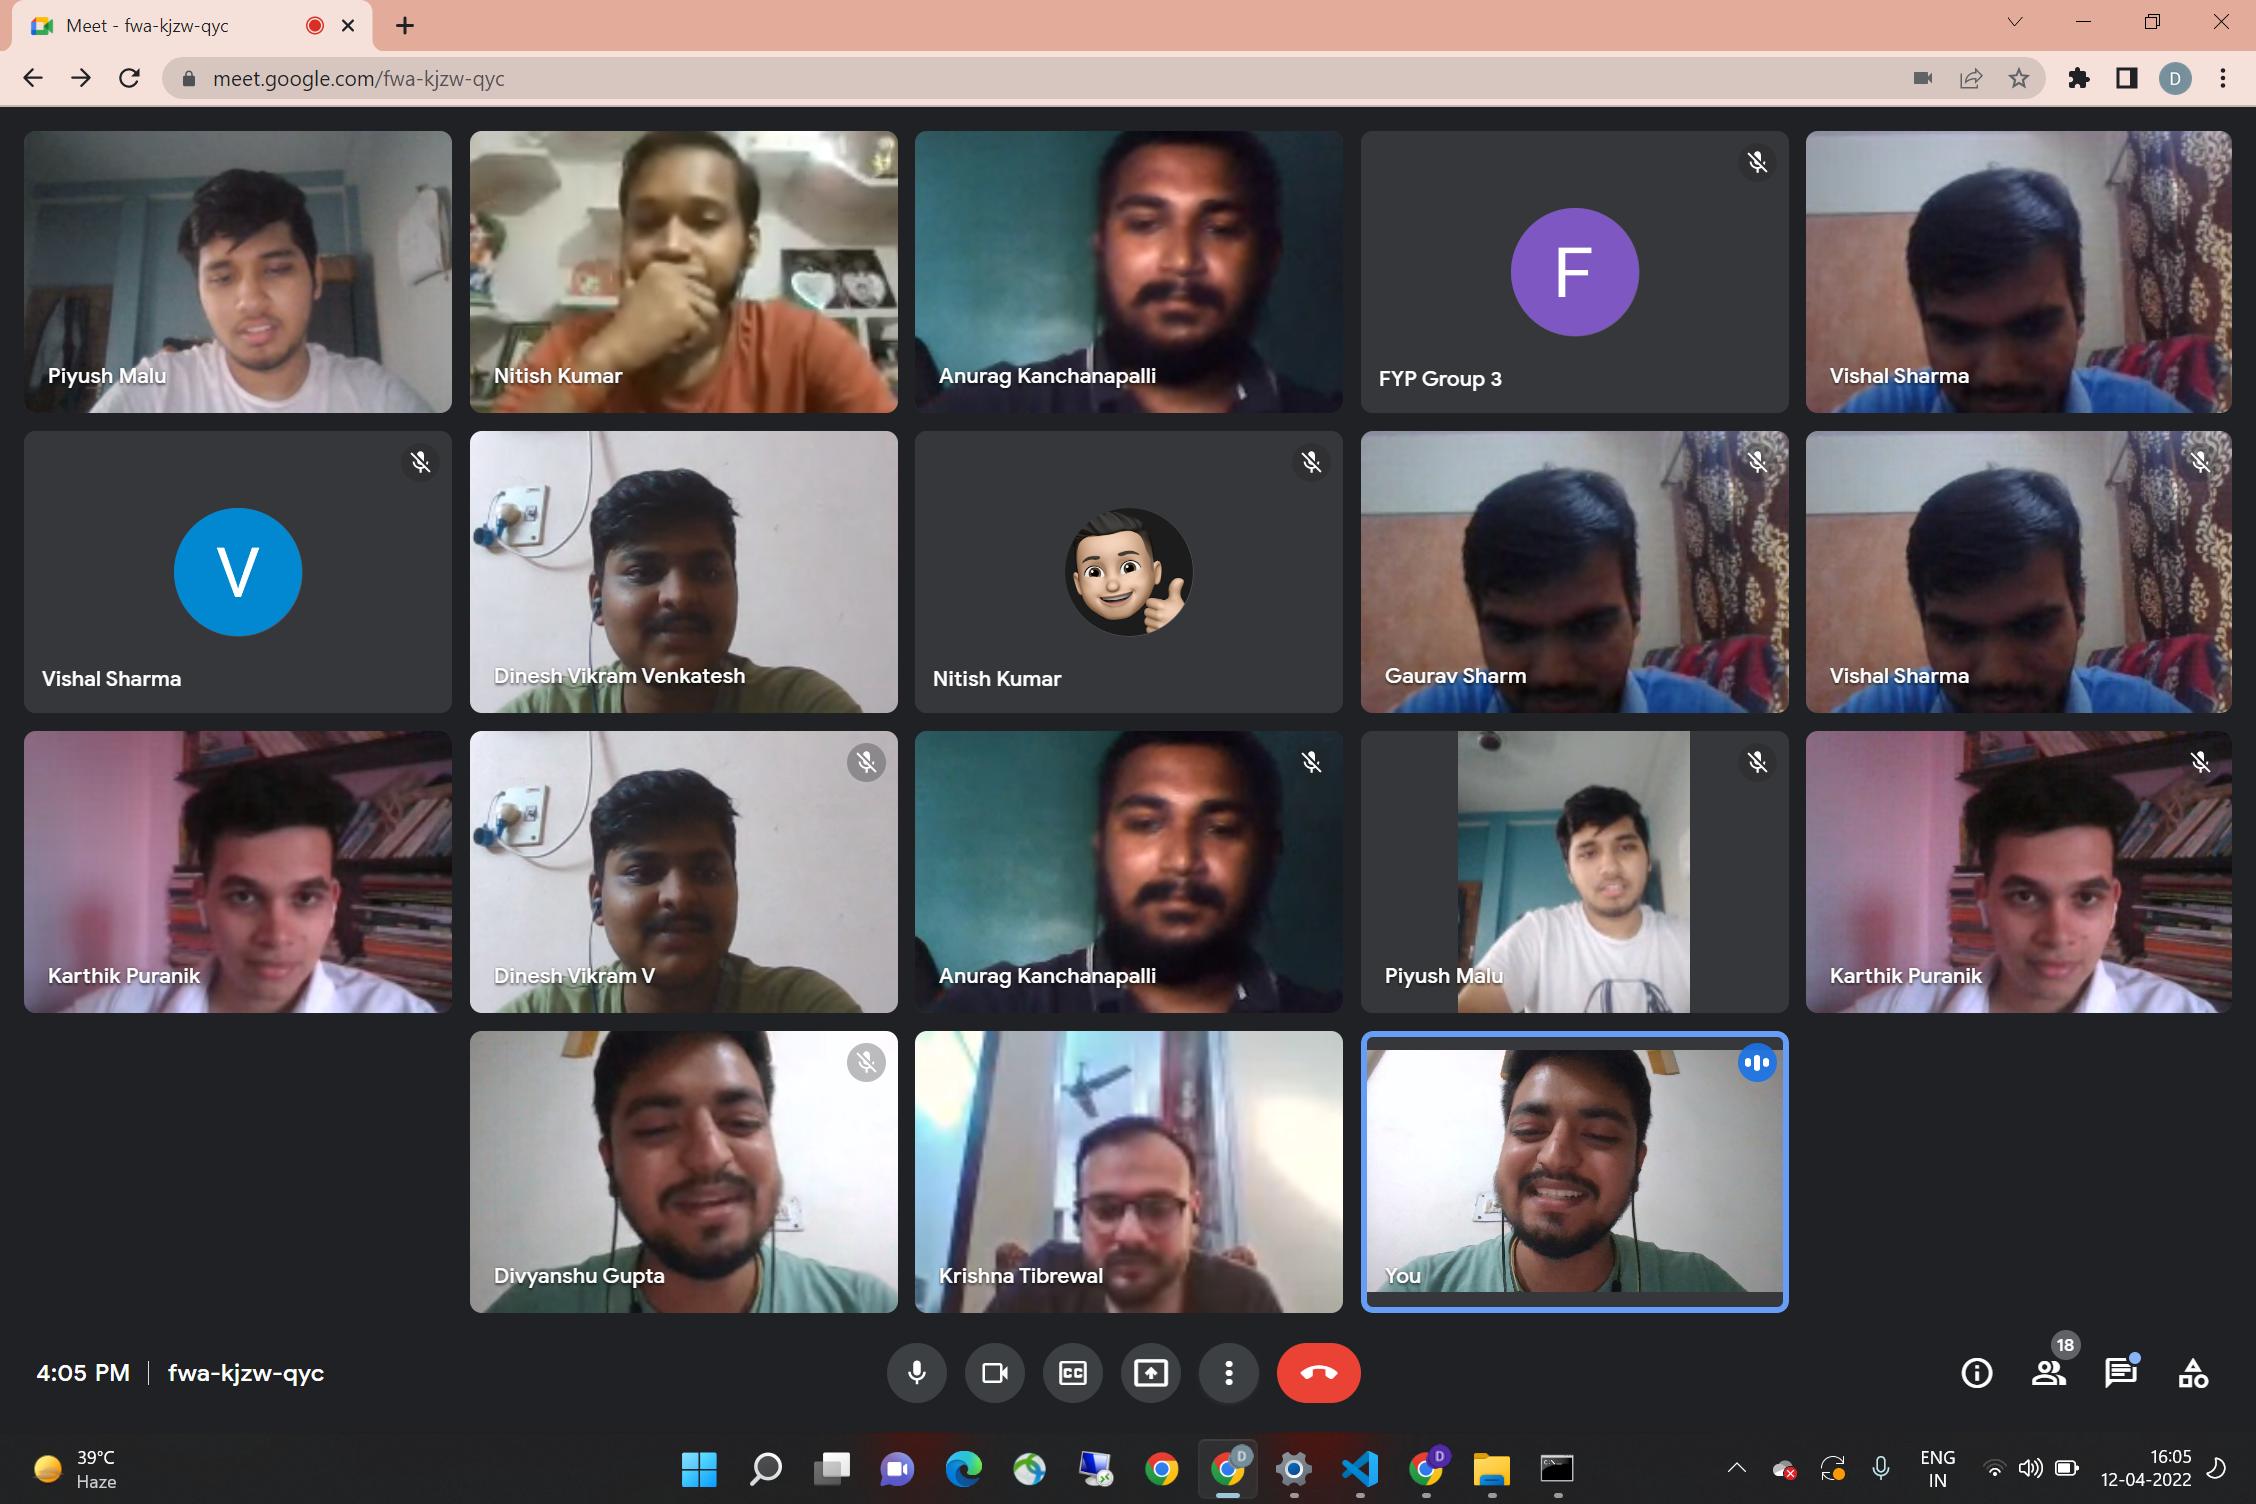 Meet - fwa-kjzw-qyc
meet.google.com/fwa-kjzw-qyc
D
Piyush Malu
Nitish Kumar
Anurag Kanchanapalli
F
FYP Group 3
Vishal Sharma
V
Vishal Sharma
Dinesh Vikram Venkatesh
Nitish Kumar
Gaurav Sharm
Vishal Sharma
Karthik Puranik
Dinesh Vikram V
Anurag Kanchanapalli
Piyush Malu
Karthik Puranik
Divyanshu Gupta
Krishna Tibrewal
You
4:05 PM | fwa-kjzw-qyc
CC
18
39°C
Haze
D
D
ENG
IN
16:05
12-04-2022